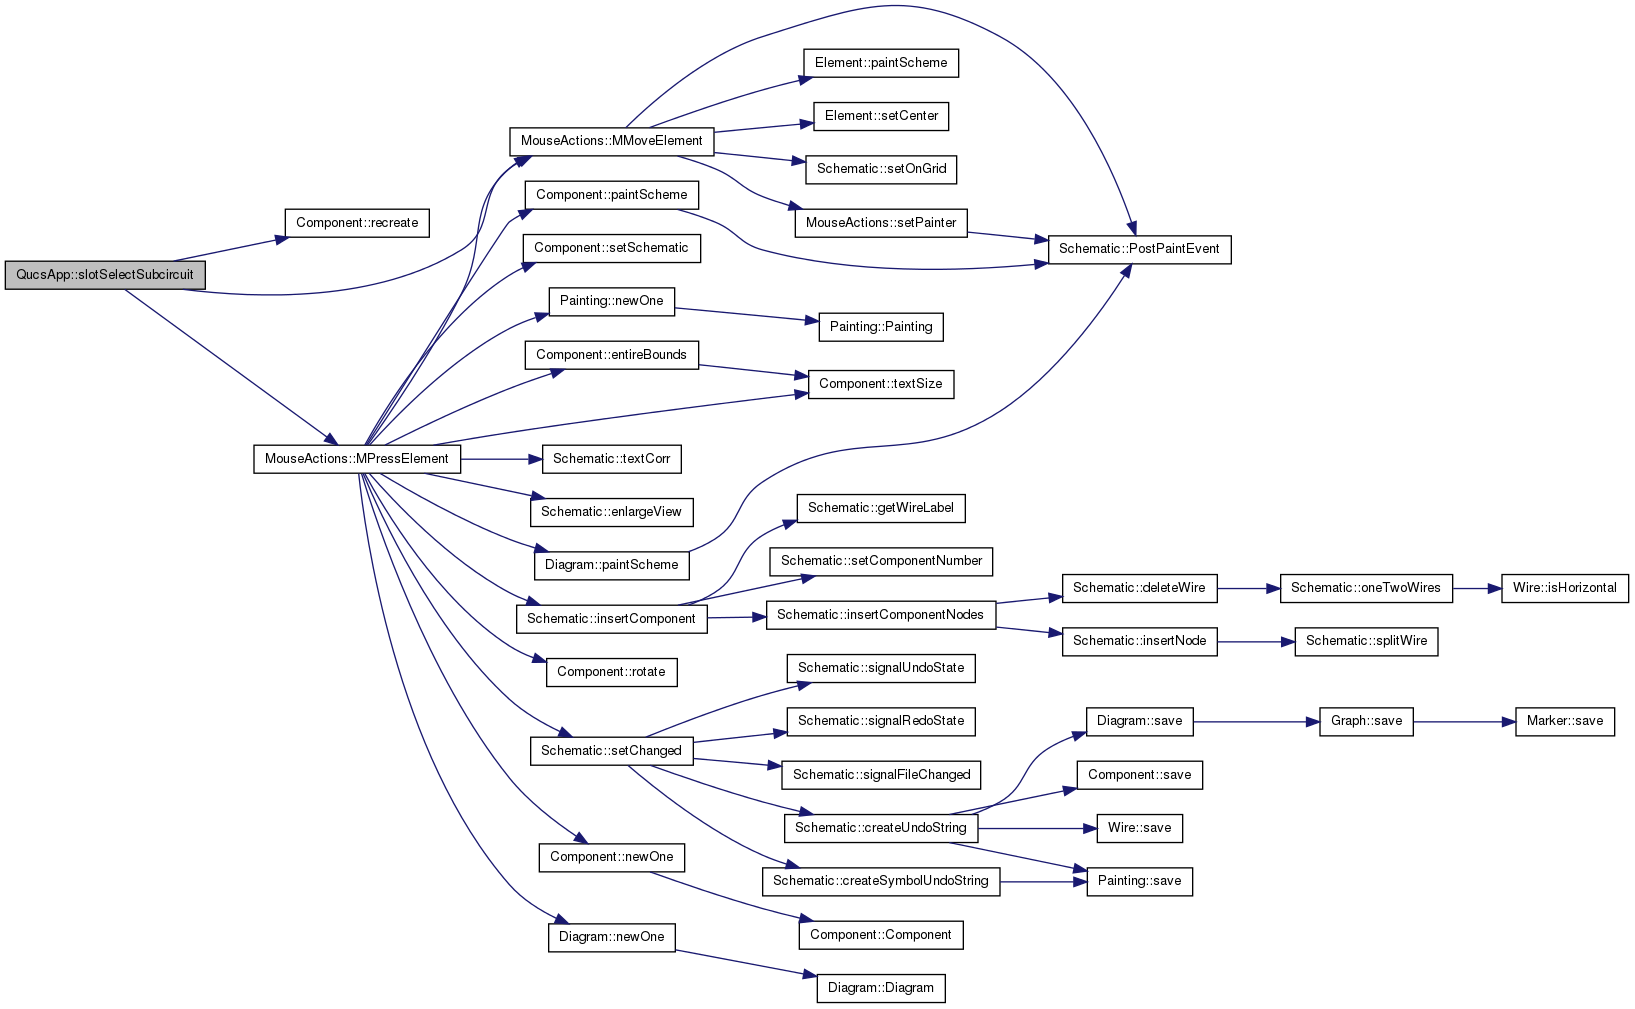 QucsApp::slotSelectSubcircuit
Component::recreate
MouseActions::MPressElement
MouseActions::MMoveElement
Component::paintScheme
Component::setSchematic
Painting::newOne
Component::entireBounds
Schematic::textCorr
Schematic::enlargeView
Diagram::paintScheme
Schematic::insertComponent
Component::rotate
Schematic::setChanged
Component::newOne
Diagram::newOne
Element::paintScheme
Element::setCenter
Schematic::setOnGrid
MouseActions::setPainter
Painting::Painting
Component::textSize
Schematic::getWireLabel
Schematic::setComponentNumber
Schematic::insertComponentNodes
Schematic::signalUndoState
Schematic::signalRedoState
Schematic::signalFileChanged
Schematic::createUndoString
Schematic::createSymbolUndoString
Component::Component
Diagram::Diagram
Schematic::PostPaintEvent
Schematic::deleteWire
Schematic::insertNode
Diagram::save
Component::save
Wire::save
Painting::save
Schematic::oneTwoWires
Schematic::splitWire
Graph::save
Wire::isHorizontal
Marker::save